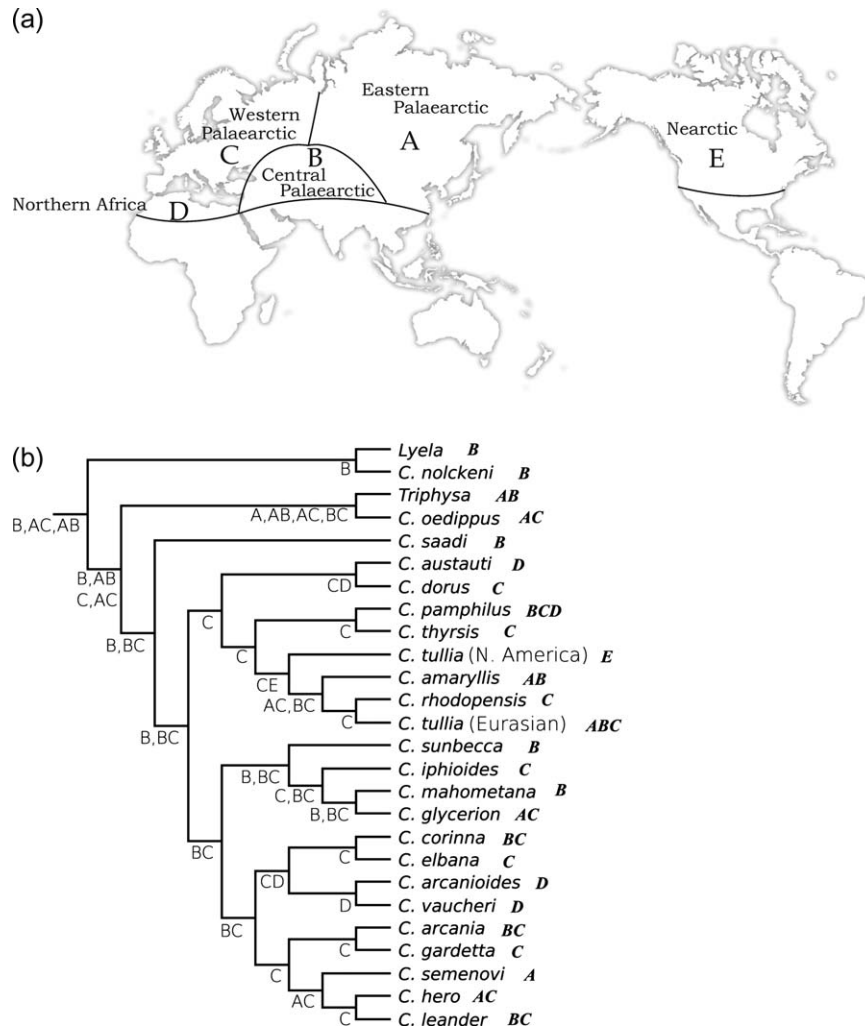 (a)
Eastern
Palaearctic
Western
Palaearctic
Nearctic
A
C
B
E
Central
Palaearctic
Northern Africa
D
(b)
Lyela B
B
C. nolckeni B
Triphysa AB
A,AB,AC,BC
C. oedippus AC
B,AC,AB
C. saadi B
B,AB
C,AC
C. austauti D
CD
C. dorus C
C. pamphilus BCD
C
C
C. thyrsis C
B,BC
C
C. tullia (N. America) E
CE
C. amaryllis AB
AC,BC
C. rhodopensis C
C
C. tullia (Eurasian) ABC
B,BC
C. sunbecca B
B,BC
C. iphioides C
C,BC
C. mahometana B
B,BC
C. glycerion AC
BC
C. corinna BC
C
C. elbana C
CD
C. arcanioides D
D
C. vaucheri D
BC
C. arcania BC
C
C. gardetta C
C
C. semenovi A
AC
C. hero AC
C
C. leander BC